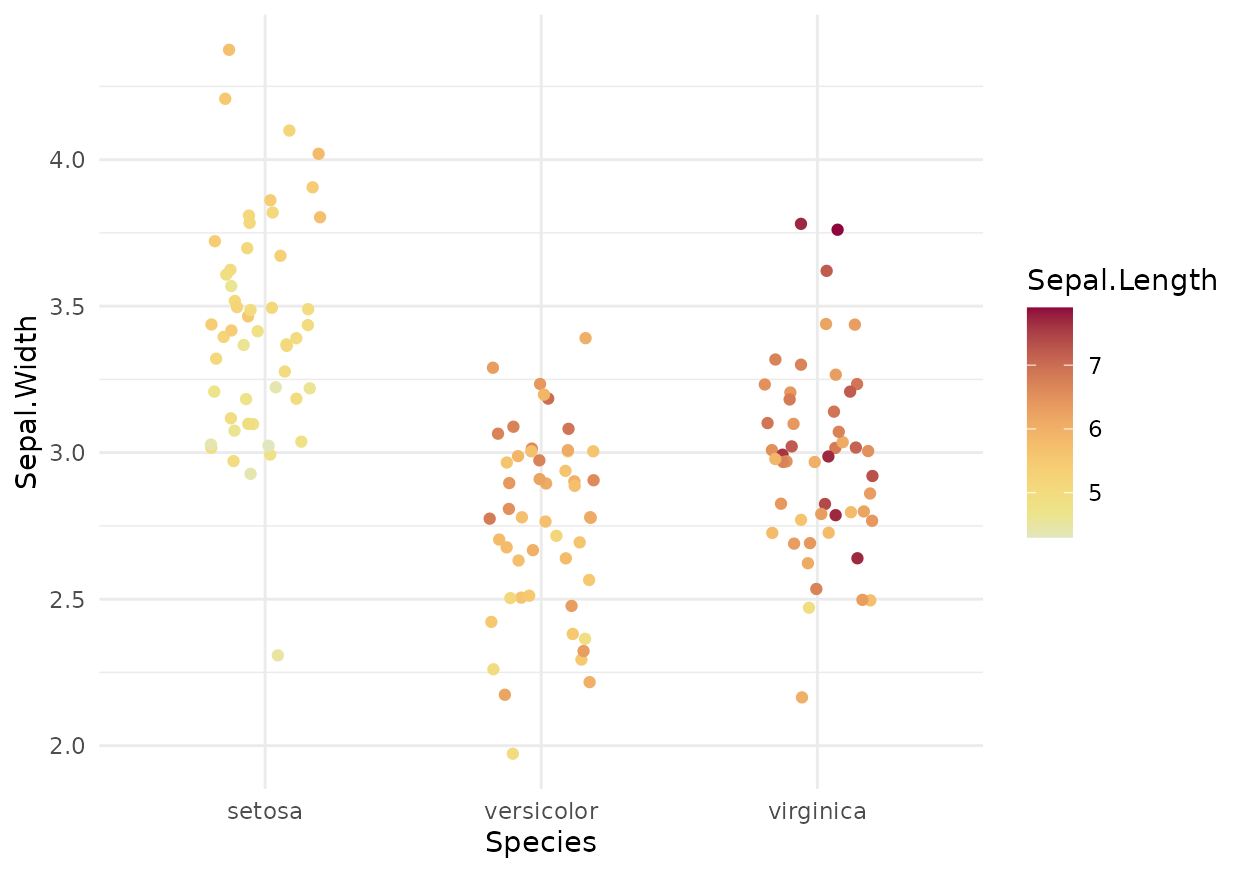 Sepal.Width
4.0
3.5
3.0
2.5
2.0
setosa
versicolor
virginica
Species
Sepal.Length
7
6
5